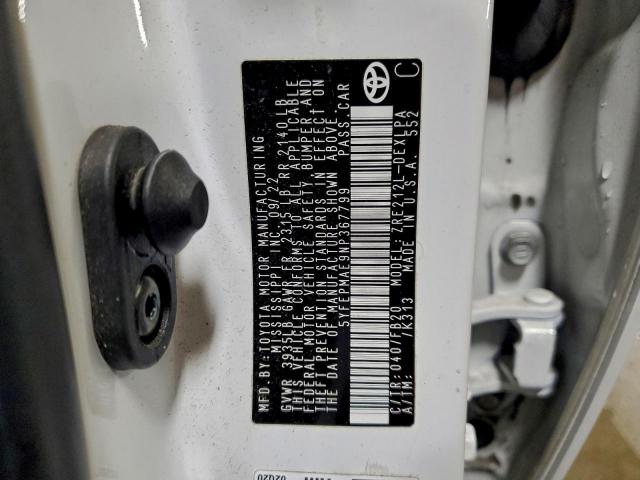 MFD.BY:TOYOTA MOTOR MANUFACTURING
MISSISSIPPI INC. 09/22
GVWR 3935LB GAWR FR 2315 LB RR 2140 LB
THIS VEHICLE CONFORMS TO ALL APPLICABLE
FEDERAL MOTOR VEHICLE SAFETY,BUMPER,AND
THEFT PREVENTION STANDARDS IN EFFECT ON
THE DATE OF MANUFACTURE SHOWN ABOVE.
5YFEPMAE9NP367799 PASS.CAR
C/TR:040/FB20 MODEL:ZRE212L-DEXLPA
A/TM: /K313 MADE IN U.S.A. 552
C